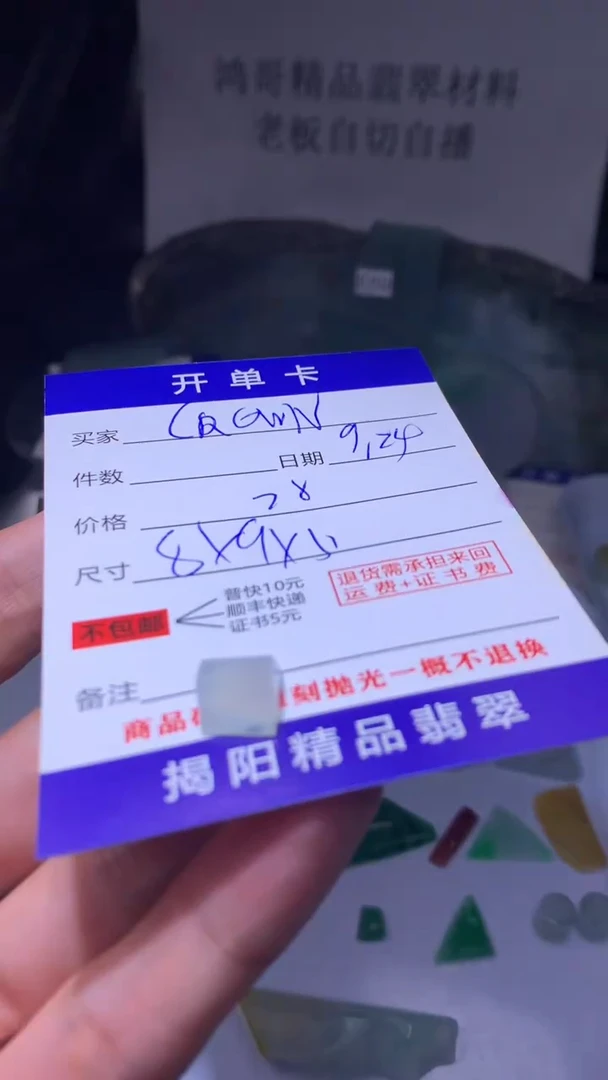 鸿哥精品翡翠材料
老板自切自播
开单卡
买家 CROWN
件数 日期 9,24
价格 28
尺寸 8X9X5
不包邮
普快10元
顺丰快递
证书5元
退货需承担来回
运费+证书费
备注
商品 刻抛光一概不退换
揭阳精品翡翠